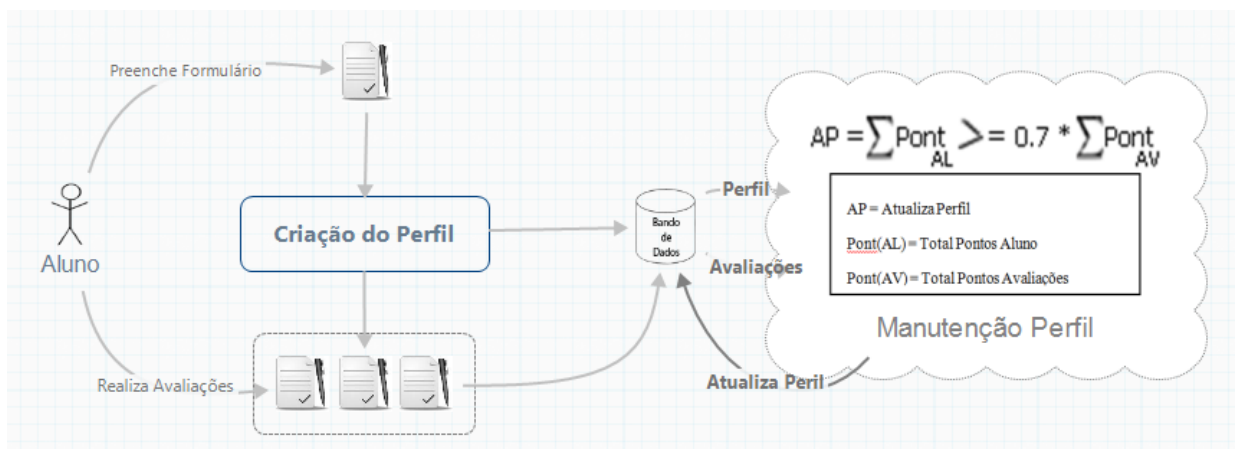 Preenche Formulário
Aluno
Criação do Perfil
Realiza Avaliações
Bando
de
Dados
Perfil
Avaliações
Atualiza Peril
AP = ∑Pont AL >= 0.7 * ∑Pont AV
AP = Atualiza Perfil
Pont(AL) = Total Pontos Aluno
Pont(AV) = Total Pontos Avaliações
Manutenção Perfil